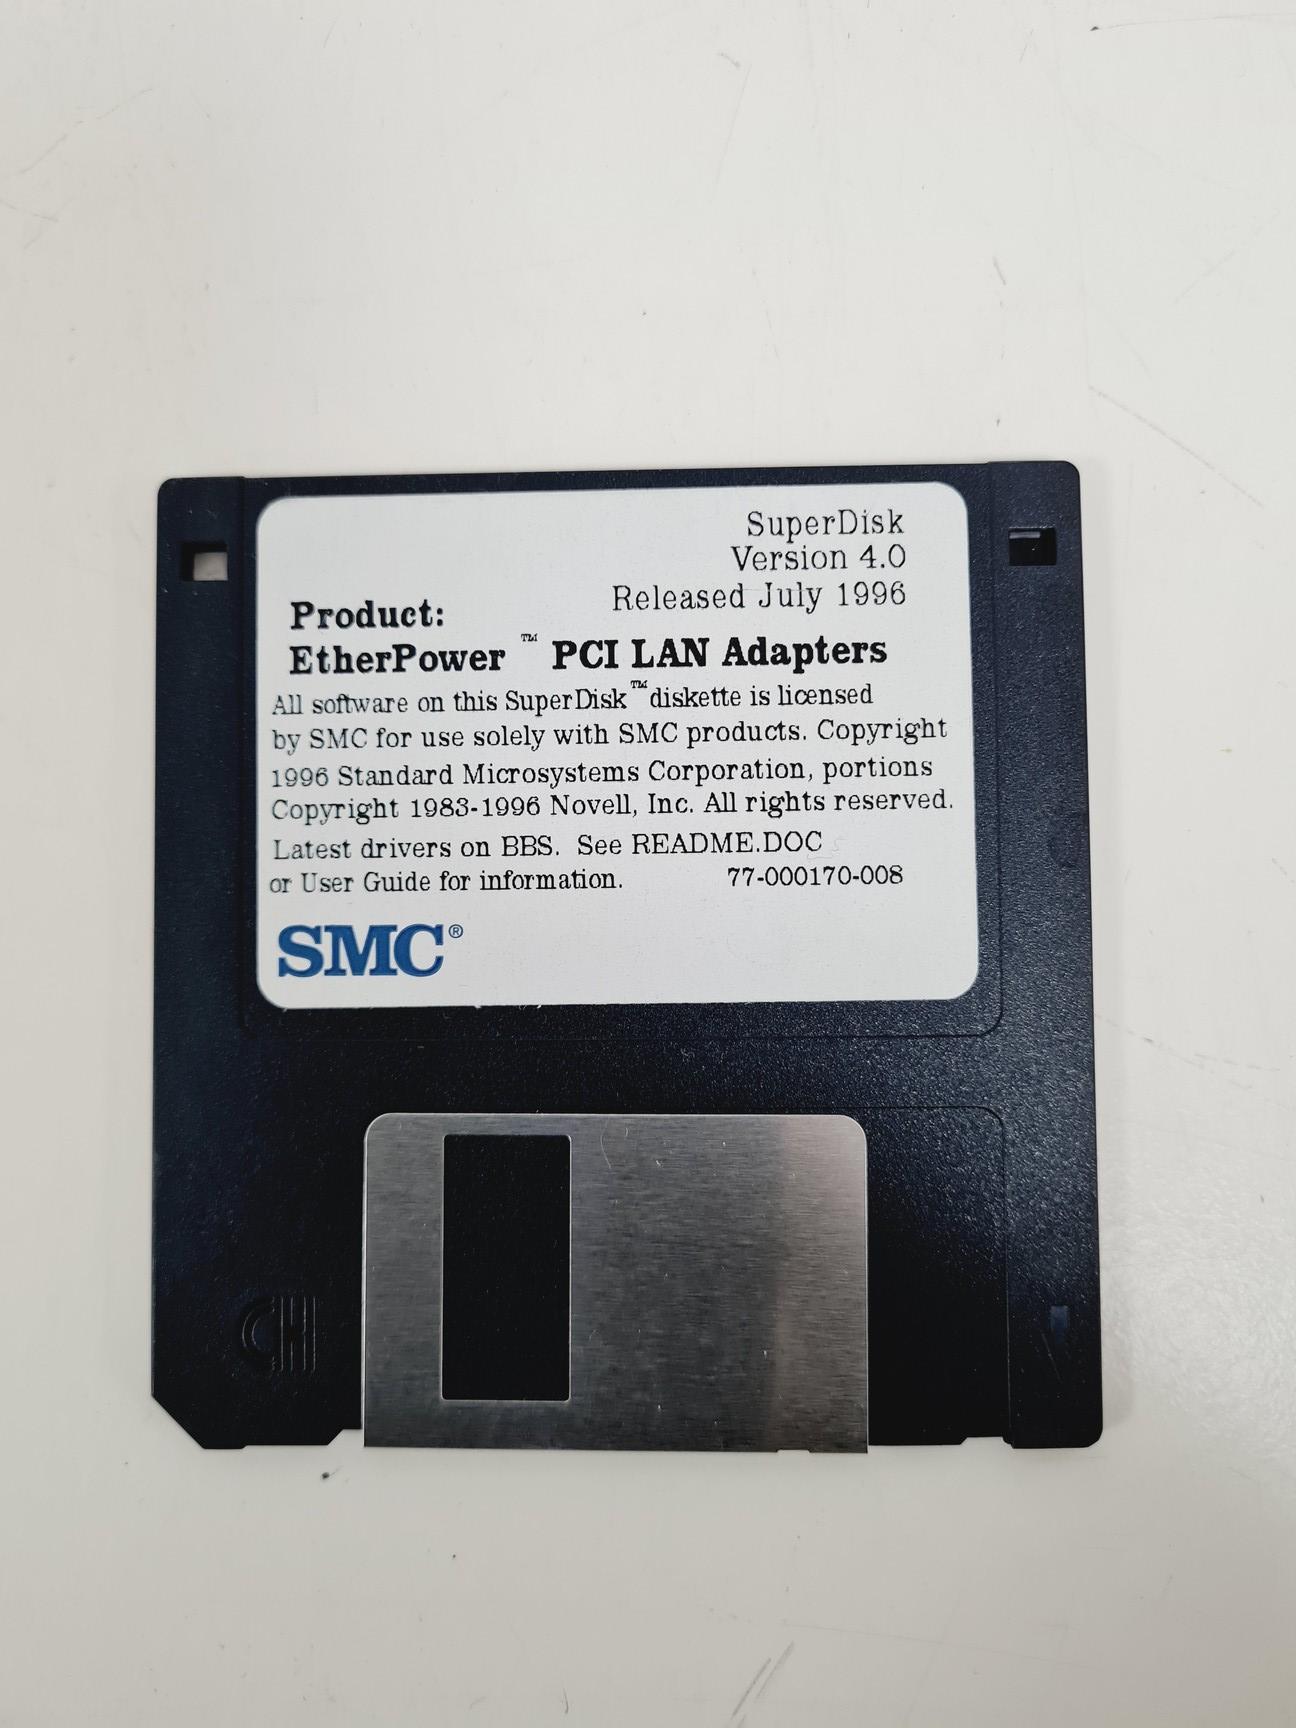 SuperDisk
Version 4.0
Released July 1996
Product:
EtherPower™ PCI LAN Adapters
All software on this SuperDisk™ diskette is licensed
by SMC for use solely with SMC products. Copyright
1996 Standard Microsystems Corporation, portions
Copyright 1983-1996 Novell, Inc. All rights reserved.
Latest drivers on BBS. See README.DOC
or User Guide for information. 77-000170-008
SMC®